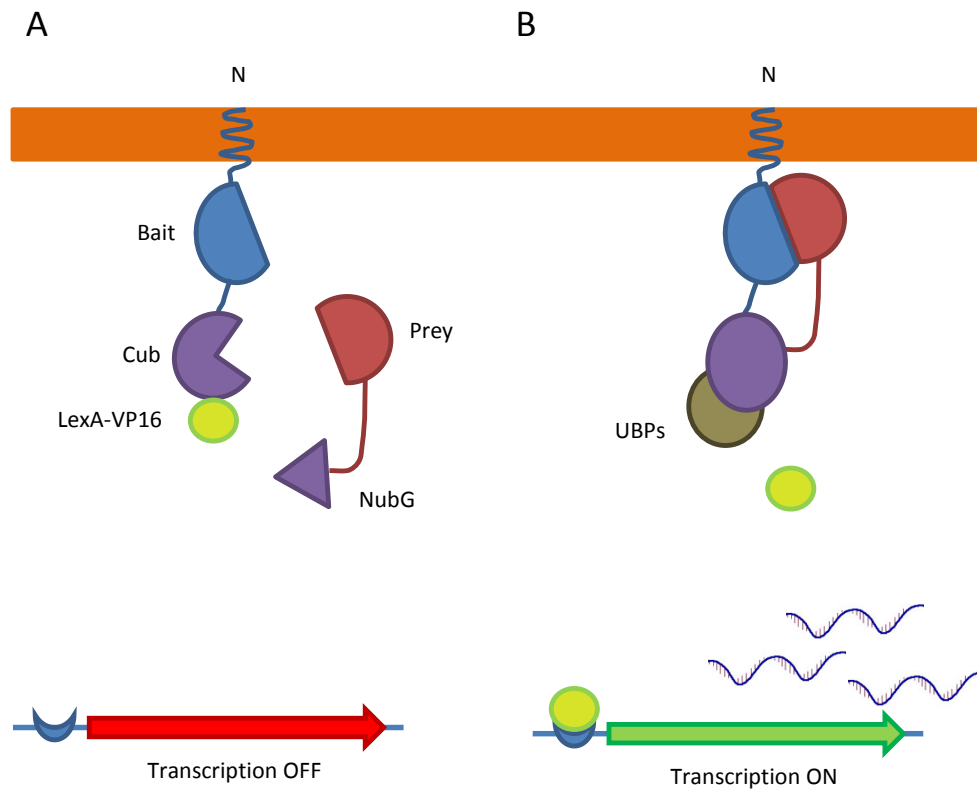 A
B
N
N
Bait
Prey
Cub
LexA-VP16
UBPs
NubG
Transcription OFF
Transcription ON